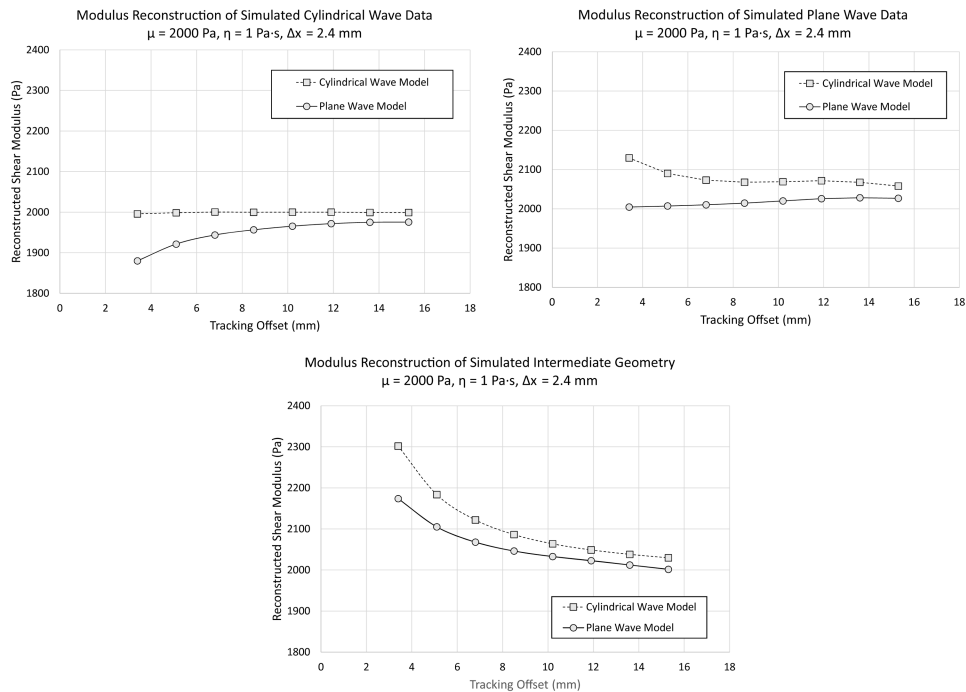 Modulus Reconstruction of Simulated Cylindrical Wave Data
μ = 2000 Pa, η = 1 Pa·s, Δx = 2.4 mm
Reconstructed Shear Modulus (Pa)
2400
2300
2200
2100
2000
1900
1800
Cylindrical Wave Model
Plane Wave Model
0 2 4 6 8 10 12 14 16 18
Tracking Offset (mm)
Modulus Reconstruction of Simulated Plane Wave Data
μ = 2000 Pa, η = 1 Pa·s, Δx = 2.4 mm
Reconstructed Shear Modulus (Pa)
2400
2300
2200
2100
2000
1900
1800
Cylindrical Wave Model
Plane Wave Model
0 2 4 6 8 10 12 14 16 18
Tracking Offset (mm)
Modulus Reconstruction of Simulated Intermediate Geometry
μ = 2000 Pa, η = 1 Pa·s, Δx = 2.4 mm
Reconstructed Shear Modulus (Pa)
2400
2300
2200
2100
2000
1900
1800
Cylindrical Wave Model
Plane Wave Model
0 2 4 6 8 10 12 14 16 18
Tracking Offset (mm)